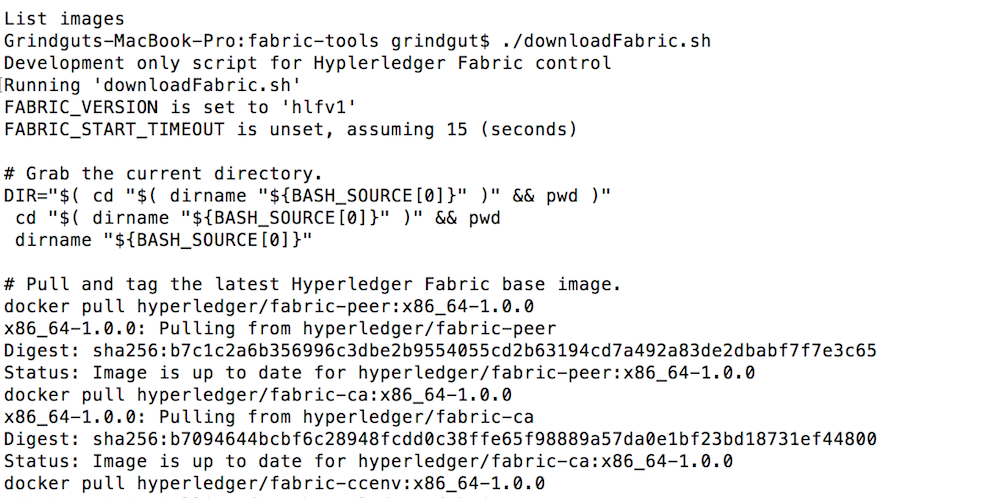 List images
Grindguts-MacBook-Pro:fabric-tools grindgut$ ./downloadFabric.sh
Development only script for Hyplerledger Fabric control
Running 'downloadFabric.sh'
FABRIC_VERSION is set to 'hlfv1'
FABRIC_START_TIMEOUT is unset, assuming 15 (seconds)

# Grab the current directory.
DIR="$( cd "$( dirname "${BASH_SOURCE[0]}" )" && pwd )"
 cd "$( dirname "${BASH_SOURCE[0]}" )" && pwd
 dirname "${BASH_SOURCE[0]}"

# Pull and tag the latest Hyperledger Fabric base image.
docker pull hyperledger/fabric-peer:x86_64-1.0.0
x86_64-1.0.0: Pulling from hyperledger/fabric-peer
Digest: sha256:b7c1c2a6b356996c3dbe2b9554055cd2b63194cd7a492a83de2dbabf7f7e3c65
Status: Image is up to date for hyperledger/fabric-peer:x86_64-1.0.0
docker pull hyperledger/fabric-ca:x86_64-1.0.0
x86_64-1.0.0: Pulling from hyperledger/fabric-ca
Digest: sha256:b7094644bcbf6c28948fcdd0c38ffe65f98889a57da0e1bf23bd18731ef44800
Status: Image is up to date for hyperledger/fabric-ca:x86_64-1.0.0
docker pull hyperledger/fabric-ccenv:x86_64-1.0.0